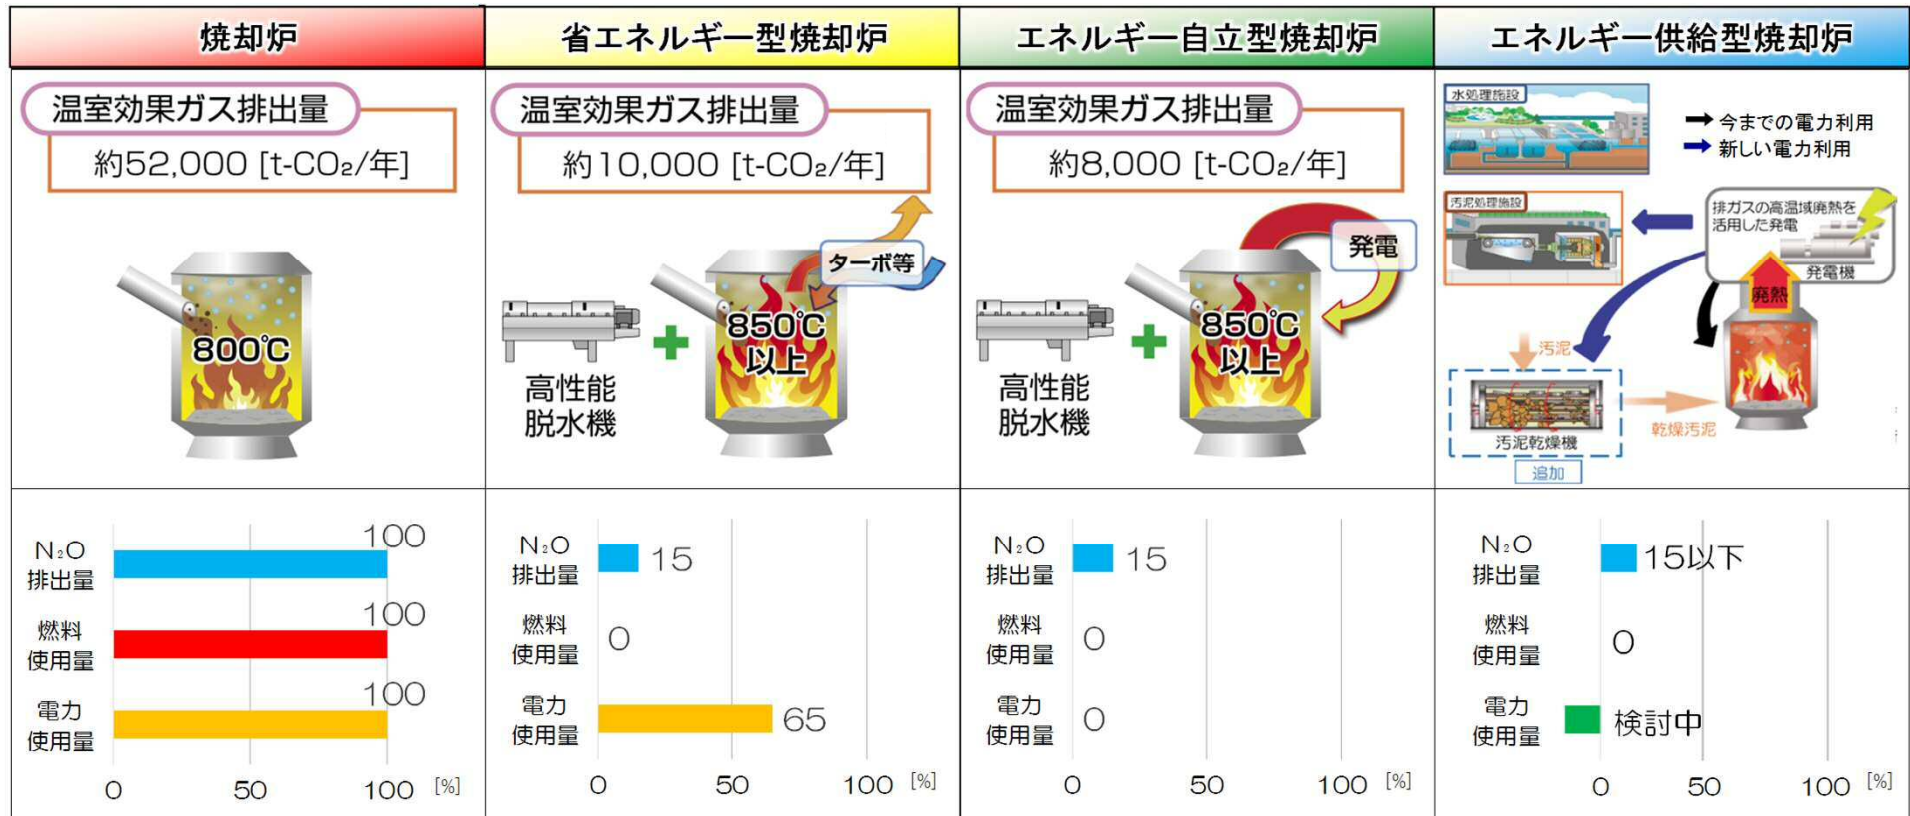 焼却炉
温室効果ガス排出量
約52,000 [t-CO₂/年]
800℃
N₂O
排出量
100
燃料
使用量
100
電力
使用量
100
0 50 100 [%]
省エネルギー型焼却炉
温室効果ガス排出量
約10,000 [t-CO₂/年]
ターボ等
850℃
以上
高性能
脱水機
N₂O
排出量
15
燃料
使用量
0
電力
使用量
65
0 50 100 [%]
エネルギー自立型焼却炉
温室効果ガス排出量
約8,000 [t-CO₂/年]
発電
850℃
以上
高性能
脱水機
N₂O
排出量
15
燃料
使用量
0
電力
使用量
0
0 50 100 [%]
エネルギー供給型焼却炉
水処理施設
今までの電力利用
新しい電力利用
汚泥処理施設
排ガスの高温域廃熱を
活用した発電
発電機
廃熱
汚泥
汚泥乾燥機
乾燥汚泥
追加
N₂O
排出量
15以下
燃料
使用量
0
電力
使用量
検討中
0 50 100 [%]